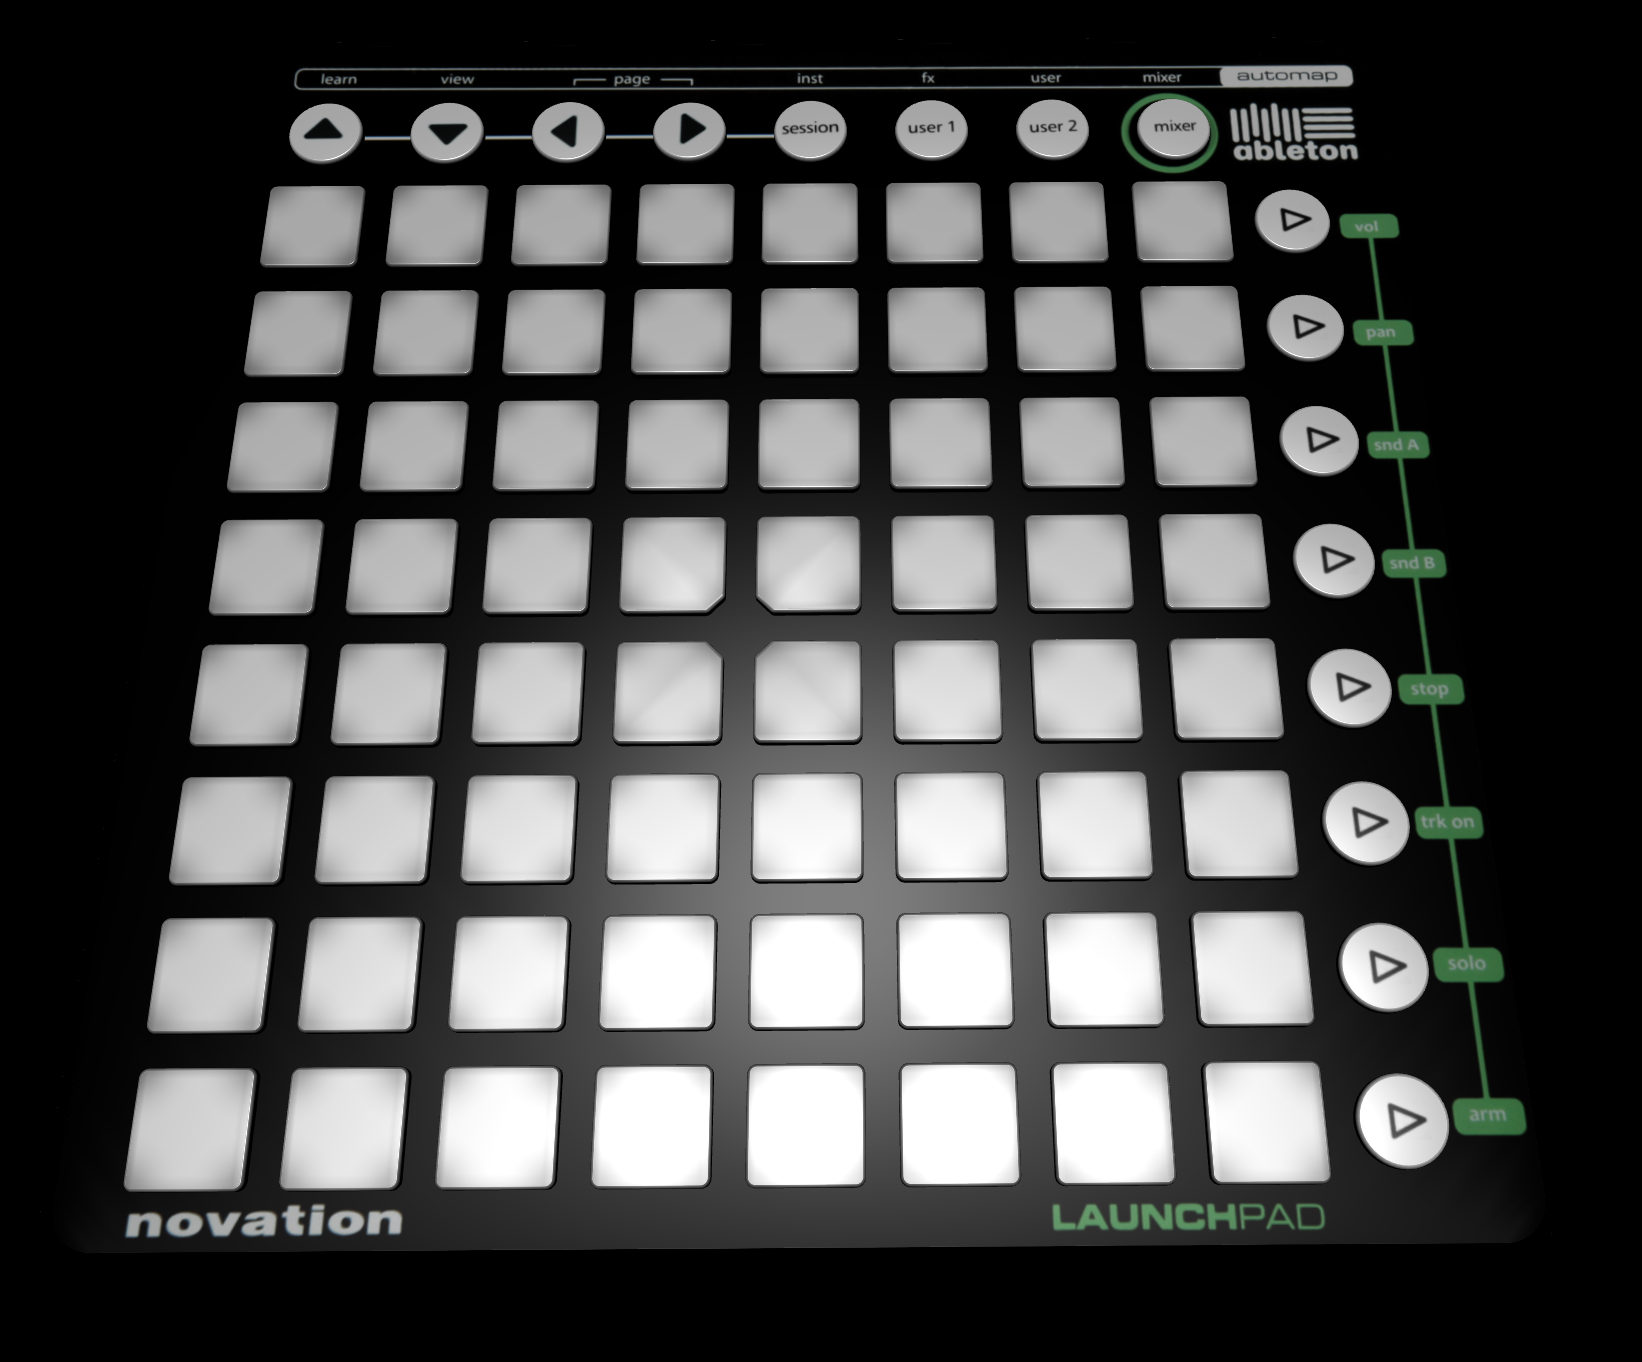 learn view page inst fx user mixer automap
session user 1 user 2 mixer
ableton
vol
pan
snd A
snd B
stop
trk on
solo
arm
novation LAUNCHPAD